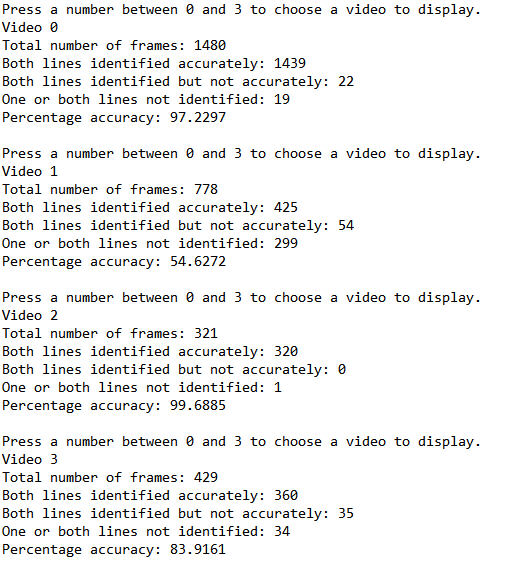 Press a number between 0 and 3 to choose a video to display.
Video 0
Total number of frames: 1480
Both lines identified accurately: 1439
Both lines identified but not accurately: 22
One or both lines not identified: 19
Percentage accuracy: 97.2297
Press a number between 0 and 3 to choose a video to display.
Video 1
Total number of frames: 778
Both lines identified accurately: 425
Both lines identified but not accurately: 54
One or both lines not identified: 299
Percentage accuracy: 54.6272
Press a number between 0 and 3 to choose a video to display.
Video 2
Total number of frames: 321
Both lines identified accurately: 320
Both lines identified but not accurately: 0
One or both lines not identified: 1
Percentage accuracy: 99.6885
Press a number between 0 and 3 to choose a video to display.
Video 3
Total number of frames: 429
Both lines identified accurately: 360
Both lines identified but not accurately: 35
One or both lines not identified: 34
Percentage accuracy: 83.9161